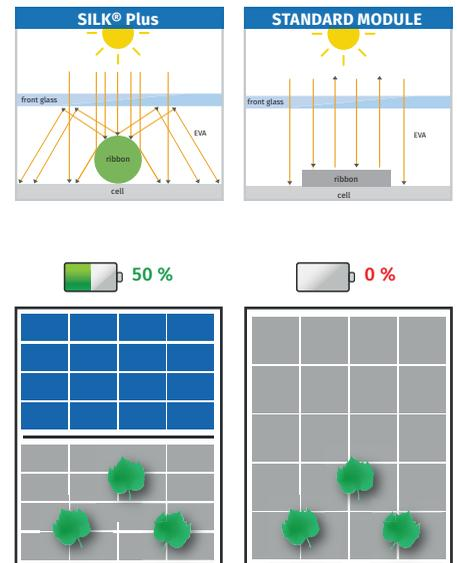 SILK® Plus
front glass
EVA
ribbon
cell
50 %
STANDARD MODULE
front glass
EVA
ribbon
cell
0 %